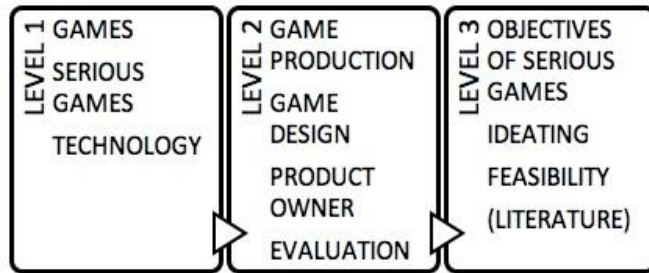 LEVEL 1
GAMES
SERIOUS
GAMES
TECHNOLOGY
LEVEL 2
GAME
PRODUCTION
GAME
DESIGN
PRODUCT
OWNER
EVALUATION
LEVEL 3
OBJECTIVES
OF SERIOUS
GAMES
IDEATING
FEASIBILITY
(LITERATURE)